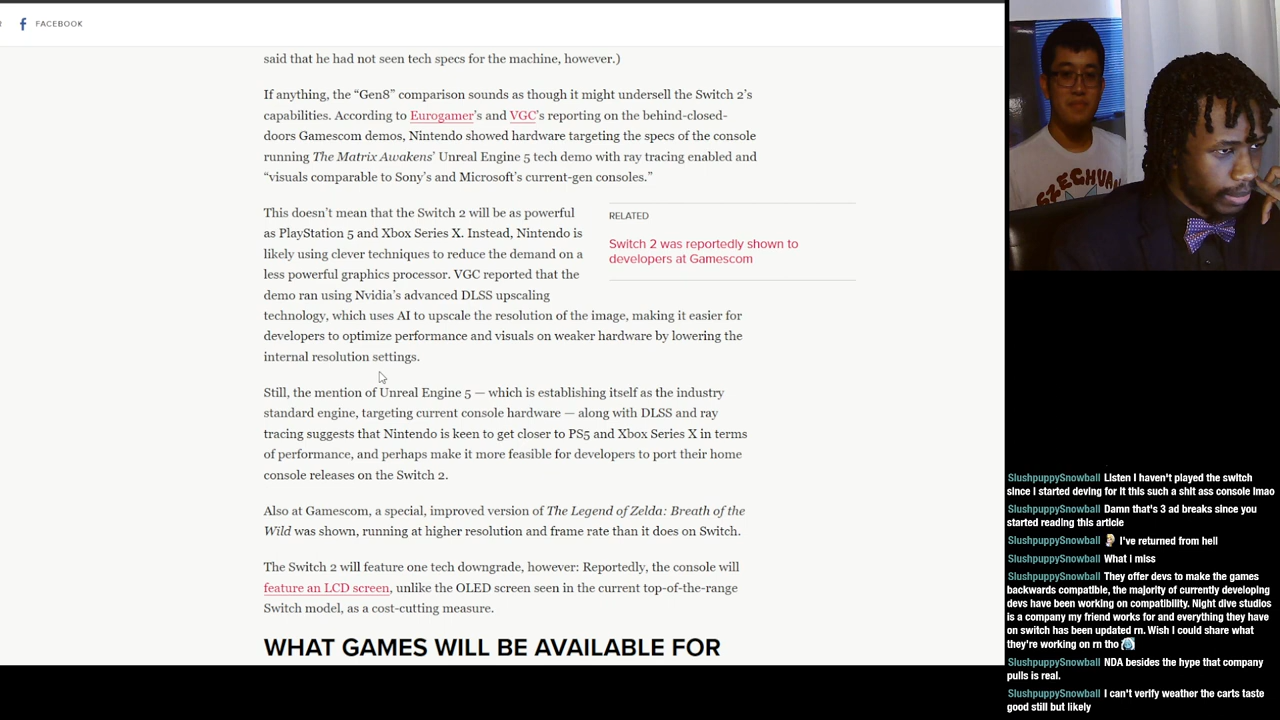 FACEBOOK
said that he had not seen tech specs for the machine, however.)
If anything, the “Gen8” comparison sounds as though it might undersell the Switch 2’s
capabilities. According to Eurogamer’s and VGC’s reporting on the behind-closed-
doors Gamescom demos, Nintendo showed hardware targeting the specs of the console
running The Matrix Awakens’ Unreal Engine 5 tech demo with ray tracing enabled and
“visuals comparable to Sony’s and Microsoft’s current-gen consoles.”
This doesn’t mean that the Switch 2 will be as powerful
as PlayStation 5 and Xbox Series X. Instead, Nintendo is
likely using clever techniques to reduce the demand on a
less powerful graphics processor. VGC reported that the
demo ran using Nvidia’s advanced DLSS upscaling
technology, which uses AI to upscale the resolution of the image, making it easier for
developers to optimize performance and visuals on weaker hardware by lowering the
internal resolution settings.
RELATED
Switch 2 was reportedly shown to
developers at Gamescom
Still, the mention of Unreal Engine 5 — which is establishing itself as the industry
standard engine, targeting current console hardware — along with DLSS and ray
tracing suggests that Nintendo is keen to get closer to PS5 and Xbox Series X in terms
of performance, and perhaps make it more feasible for developers to port their home
console releases on the Switch 2.
Also at Gamescom, a special, improved version of The Legend of Zelda: Breath of the
Wild was shown, running at higher resolution and frame rate than it does on Switch.
The Switch 2 will feature one tech downgrade, however: Reportedly, the console will
feature an LCD screen, unlike the OLED screen seen in the current top-of-the-range
Switch model, as a cost-cutting measure.
WHAT GAMES WILL BE AVAILABLE FOR
SZECHUAN
SlushpuppySnowball Listen I haven't played the switch
since I started deving for it this such a shit ass console lmao
SlushpuppySnowball Damn that's 3 ad breaks since you
started reading this article
SlushpuppySnowball I've returned from hell
SlushpuppySnowball What i miss
SlushpuppySnowball They offer devs to make the games
backwards compatible, the majority of currently developing
devs have been working on compatibility. Night dive studios
is a company my friend works for and everything they have
on switch has been updated rn. Wish I could share what
they're working on rn tho
SlushpuppySnowball NDA besides the hype that company
pulls is real.
SlushpuppySnowball I can't verify weather the carts taste
good still but likely